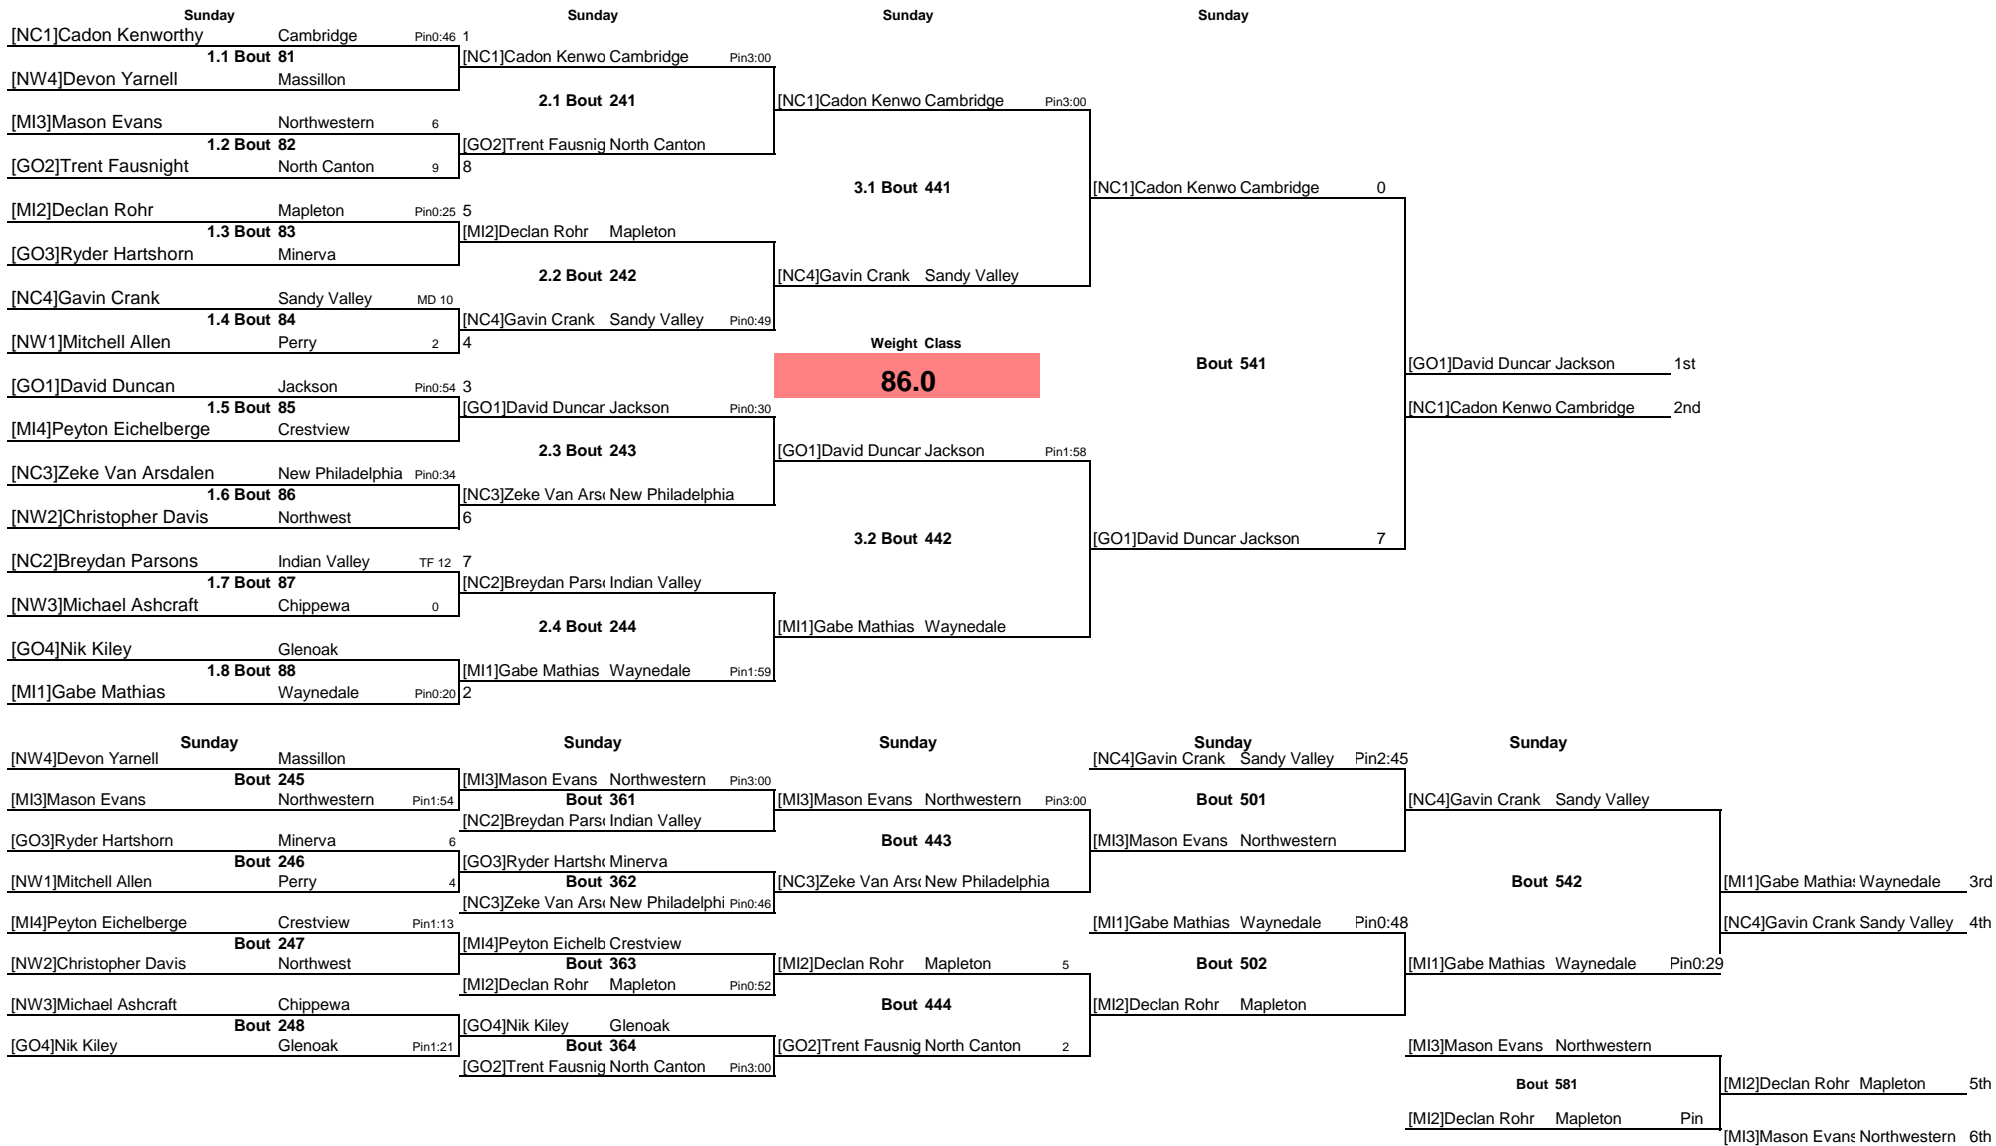 Sunday Sunday Sunday Sunday
[NC1]Cadon Kenworthy Cambridge Pin0:46 1
1.1 Bout 81 [NC1]Cadon Kenwo Cambridge Pin3:00
[NW4]Devon Yarnell Massillon
2.1 Bout 241 [NC1]Cadon Kenwo Cambridge Pin3:00
[MI3]Mason Evans Northwestern 6
1.2 Bout 82 [GO2]Trent Fausnig North Canton
[GO2]Trent Fausnight North Canton 9 8
3.1 Bout 441 [NC1]Cadon Kenwo Cambridge 0
[MI2]Declan Rohr Mapleton Pin0:25 5
1.3 Bout 83 [MI2]Declan Rohr Mapleton
[GO3]Ryder Hartshorn Minerva
2.2 Bout 242 [NC4]Gavin Crank Sandy Valley
[NC4]Gavin Crank Sandy Valley MD 10
1.4 Bout 84 [NC4]Gavin Crank Sandy Valley Pin0:49
[NW1]Mitchell Allen Perry 2 4 Weight Class
Bout 541 [GO1]David Duncar Jackson 1st
86.0
[GO1]David Duncan Jackson Pin0:54 3
1.5 Bout 85 [GO1]David Duncar Jackson Pin0:30 [NC1]Cadon Kenwo Cambridge 2nd
[MI4]Peyton Eichelberge Crestview
2.3 Bout 243 [GO1]David Duncar Jackson Pin1:58
[NC3]Zeke Van Arsdalen New Philadelphia Pin0:34
1.6 Bout 86 [NC3]Zeke Van Ars New Philadelphia
[NW2]Christopher Davis Northwest 6
3.2 Bout 442 [GO1]David Duncar Jackson 7
[NC2]Breydan Parsons Indian Valley TF 12 7
1.7 Bout 87 [NC2]Breydan Pars Indian Valley
[NW3]Michael Ashcraft Chippewa 0
2.4 Bout 244 [MI1]Gabe Mathias Waynedale
[GO4]Nik Kiley Glenoak
1.8 Bout 88 [MI1]Gabe Mathias Waynedale Pin1:59
[MI1]Gabe Mathias Waynedale Pin0:20 2
Sunday Sunday Sunday Sunday Sunday
[NW4]Devon Yarnell Massillon [NC4]Gavin Crank Sandy Valley Pin2:45
Bout 245 [MI3]Mason Evans Northwestern Pin3:00
[MI3]Mason Evans Northwestern Pin1:54 Bout 361 [MI3]Mason Evans Northwestern Pin3:00 Bout 501 [NC4]Gavin Crank Sandy Valley
[NC2]Breydan Pars Indian Valley
[GO3]Ryder Hartshorn Minerva 6 Bout 443 [MI3]Mason Evans Northwestern
Bout 246 [GO3]Ryder Hartsh Minerva
[NW1]Mitchell Allen Perry 4 Bout 362 [NC3]Zeke Van Ars New Philadelphia Bout 542 [MI1]Gabe Mathia Waynedale 3rd
[NC3]Zeke Van Ars New Philadelphi Pin0:46
[MI4]Peyton Eichelberge Crestview Pin1:13 [MI1]Gabe Mathias Waynedale Pin0:48 [NC4]Gavin Crank Sandy Valley 4th
Bout 247 [MI4]Peyton Eichelb Crestview
[NW2]Christopher Davis Northwest Bout 363 [MI2]Declan Rohr Mapleton 5 Bout 502 [MI1]Gabe Mathias Waynedale Pin0:29
[MI2]Declan Rohr Mapleton Pin0:52
[NW3]Michael Ashcraft Chippewa Bout 444 [MI2]Declan Rohr Mapleton
Bout 248 [GO4]Nik Kiley Glenoak
[GO4]Nik Kiley Glenoak Pin1:21 Bout 364 [GO2]Trent Fausnig North Canton 2 [MI3]Mason Evans Northwestern
[GO2]Trent Fausnig North Canton Pin3:00
Bout 581 [MI2]Declan Rohr Mapleton 5th
[MI2]Declan Rohr Mapleton Pin
[MI3]Mason Evans Northwestern 6th